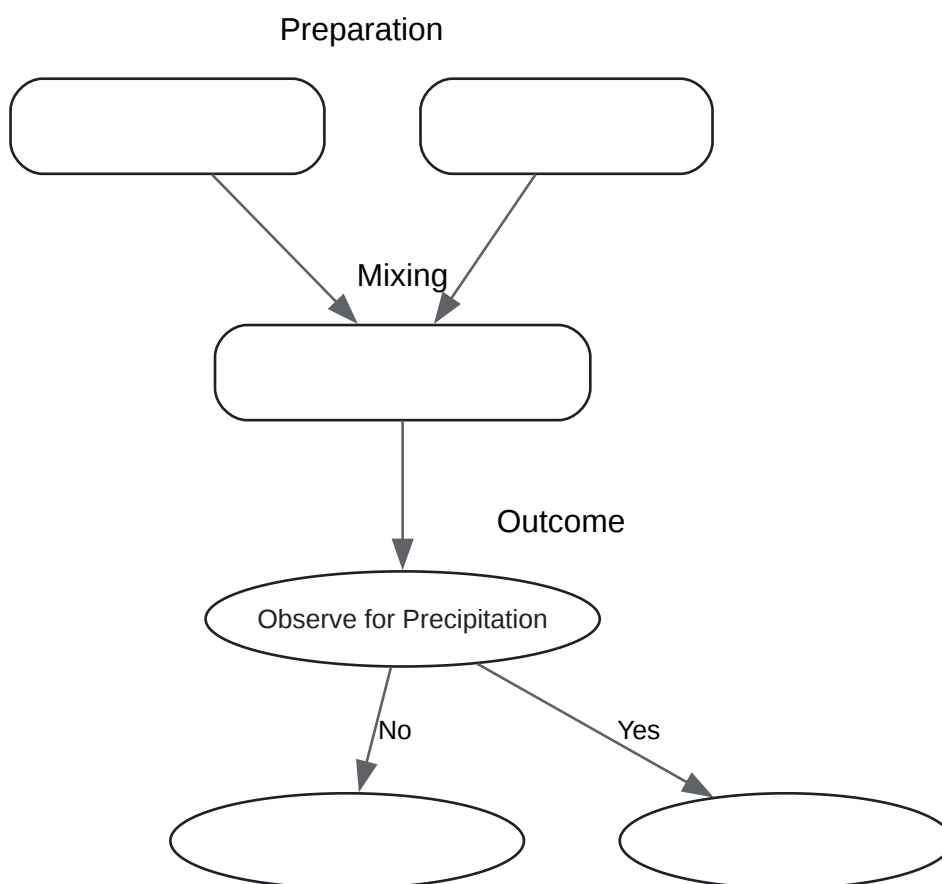 Preparation
Mixing
Outcome
Observe for Precipitation
No
Yes